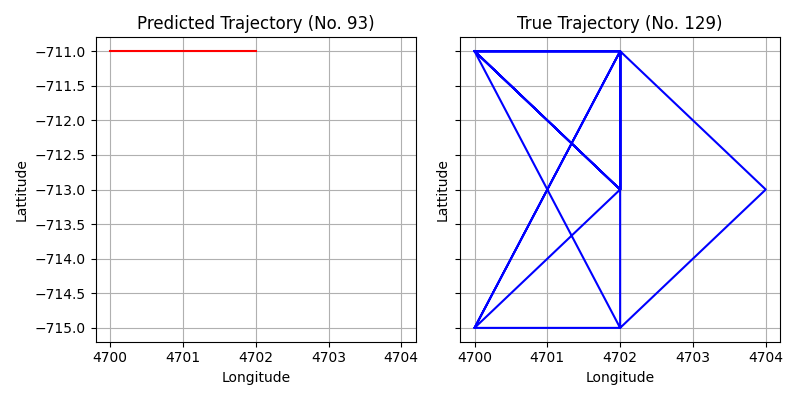 Predicted Trajectory (No. 93)
True Trajectory (No. 129)
−711.0
−711.5
−712.0
−712.5
−713.0
−713.5
−714.0
−714.5
−715.0
Lattitude
Lattitude
4700 4701 4702 4703 4704
4700 4701 4702 4703 4704
Longitude
Longitude